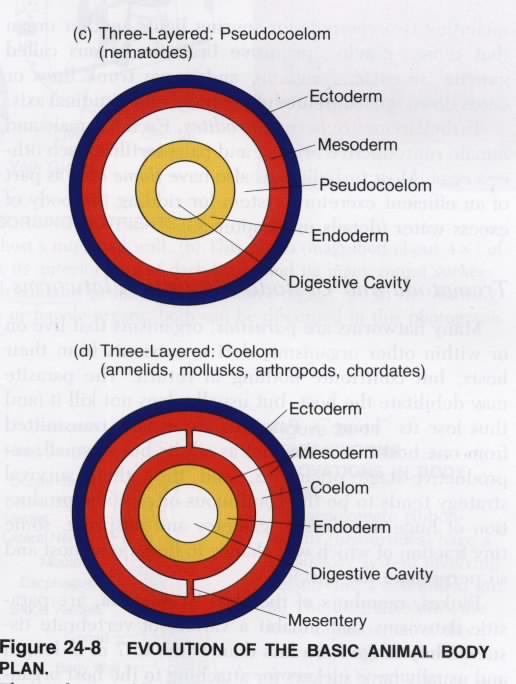 (c) Three-Layered: Pseudocoelom
(nematodes)
Ectoderm
Mesoderm
Pseudocoelom
Endoderm
Digestive Cavity
(d) Three-Layered: Coelom
(annelids, mollusks, arthropods, chordates)
Ectoderm
Mesoderm
Coelom
Endoderm
Digestive Cavity
Mesentery
Figure 24-8 EVOLUTION OF THE BASIC ANIMAL BODY
PLAN.